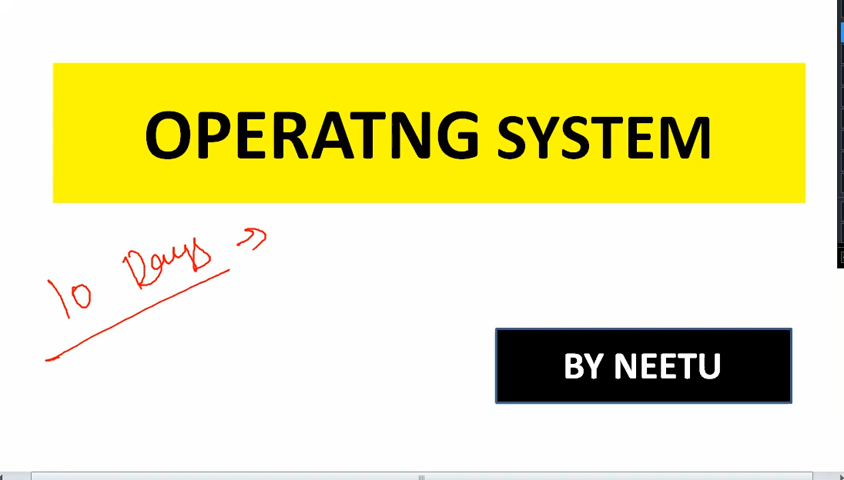 OPERATNG SYSTEM
10 Days →
BY NEETU